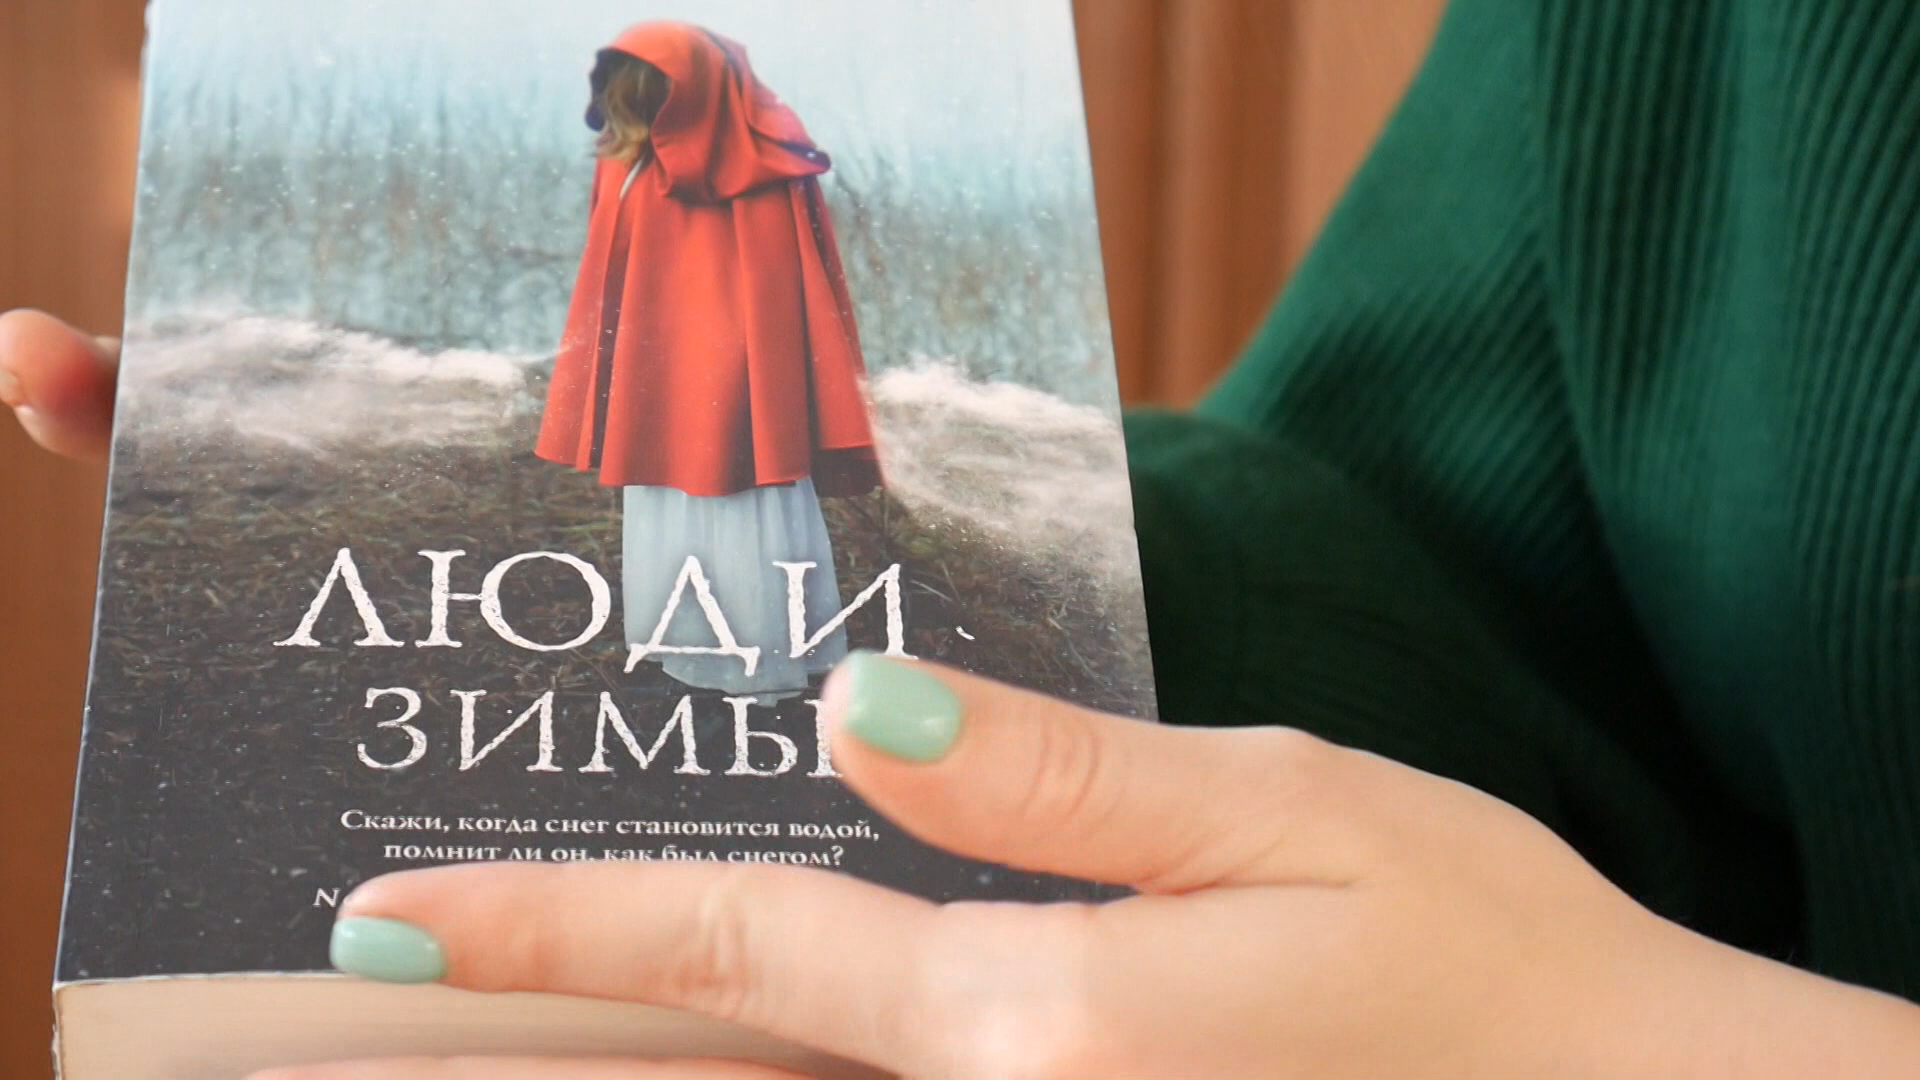 ЛЮДИ
ЗИМЫ
Скажи, когда снег становится водой,
помнит ли он, как был снегом?